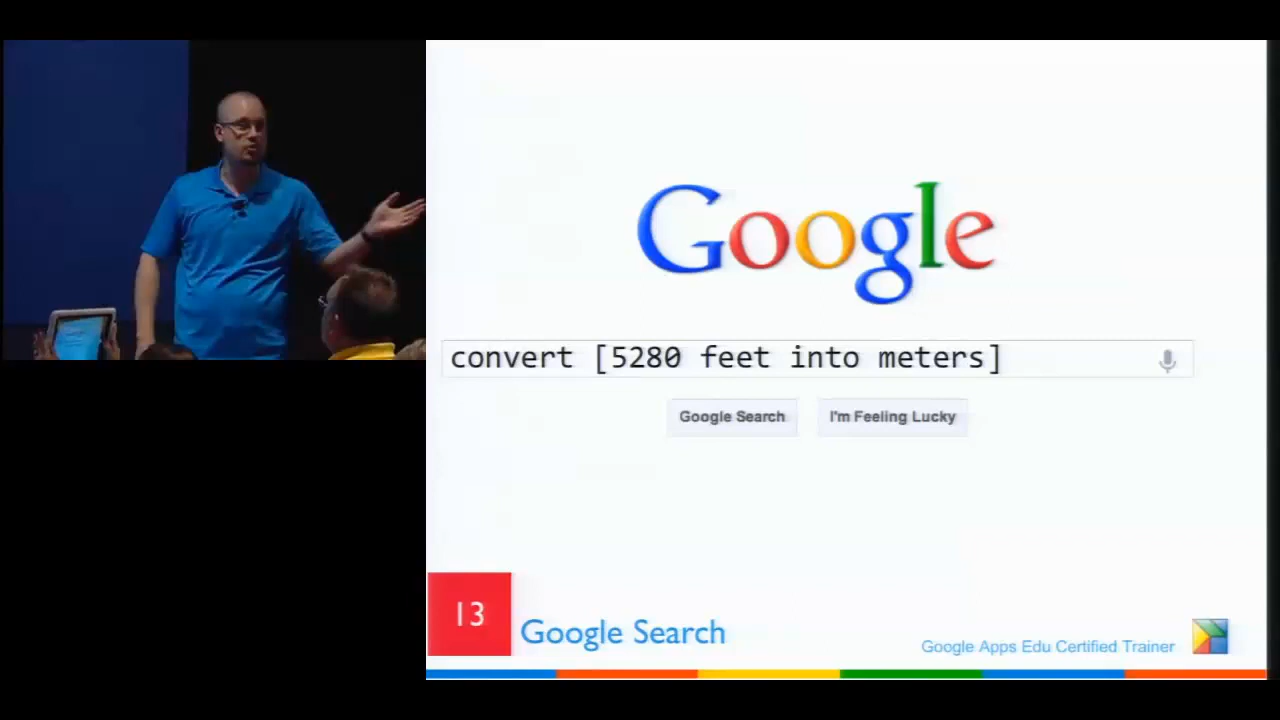 Google
convert [5280 feet into meters]
Google Search
I'm Feeling Lucky
13
Google Search
Google Apps Edu Certified Trainer